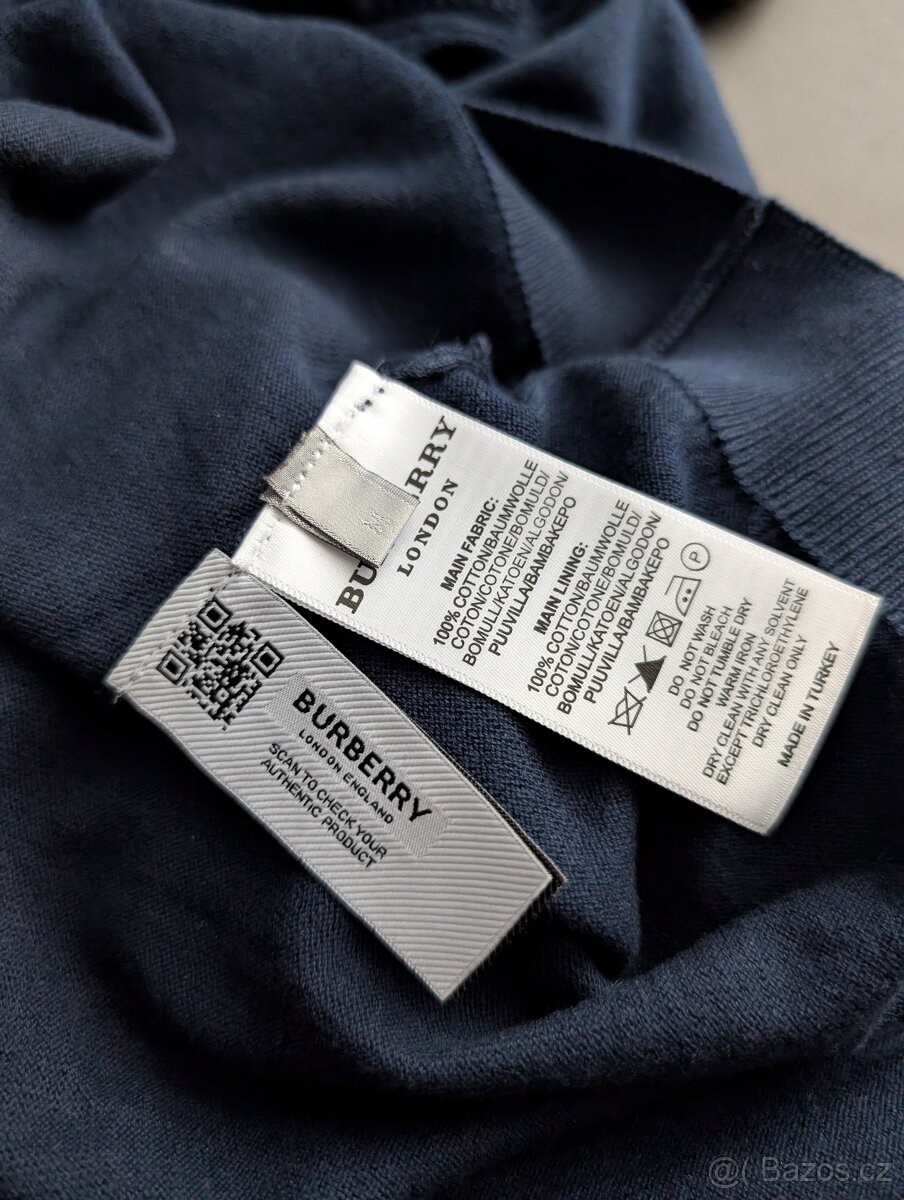 BU RRY
LONDON
MAIN FABRIC:
100% COTTON/BAUMWOLLE
COTON/COTONE/BOMULD/
BOMULL/KATOEN/ALGODON/
PUUVILLA/BAMBAKEPO
MAIN LINING:
100% COTTON/BAUMWOLLE
COTON/COTONE/BOMULD/
BOMULL/KATOEN/ALGODON/
PUUVILLA/BAMBAKEPO
P
DO NOT WASH
DO NOT BLEACH
DO NOT TUMBLE DRY
WARM IRON
DRY CLEAN WITH ANY SOLVENT
EXCEPT TRICHLOROETHYLENE
DRY CLEAN ONLY
MADE IN TURKEY
M
BURBERRY
LONDON ENGLAND
SCAN TO CHECK YOUR
AUTHENTIC PRODUCT
@( Bazos.cz